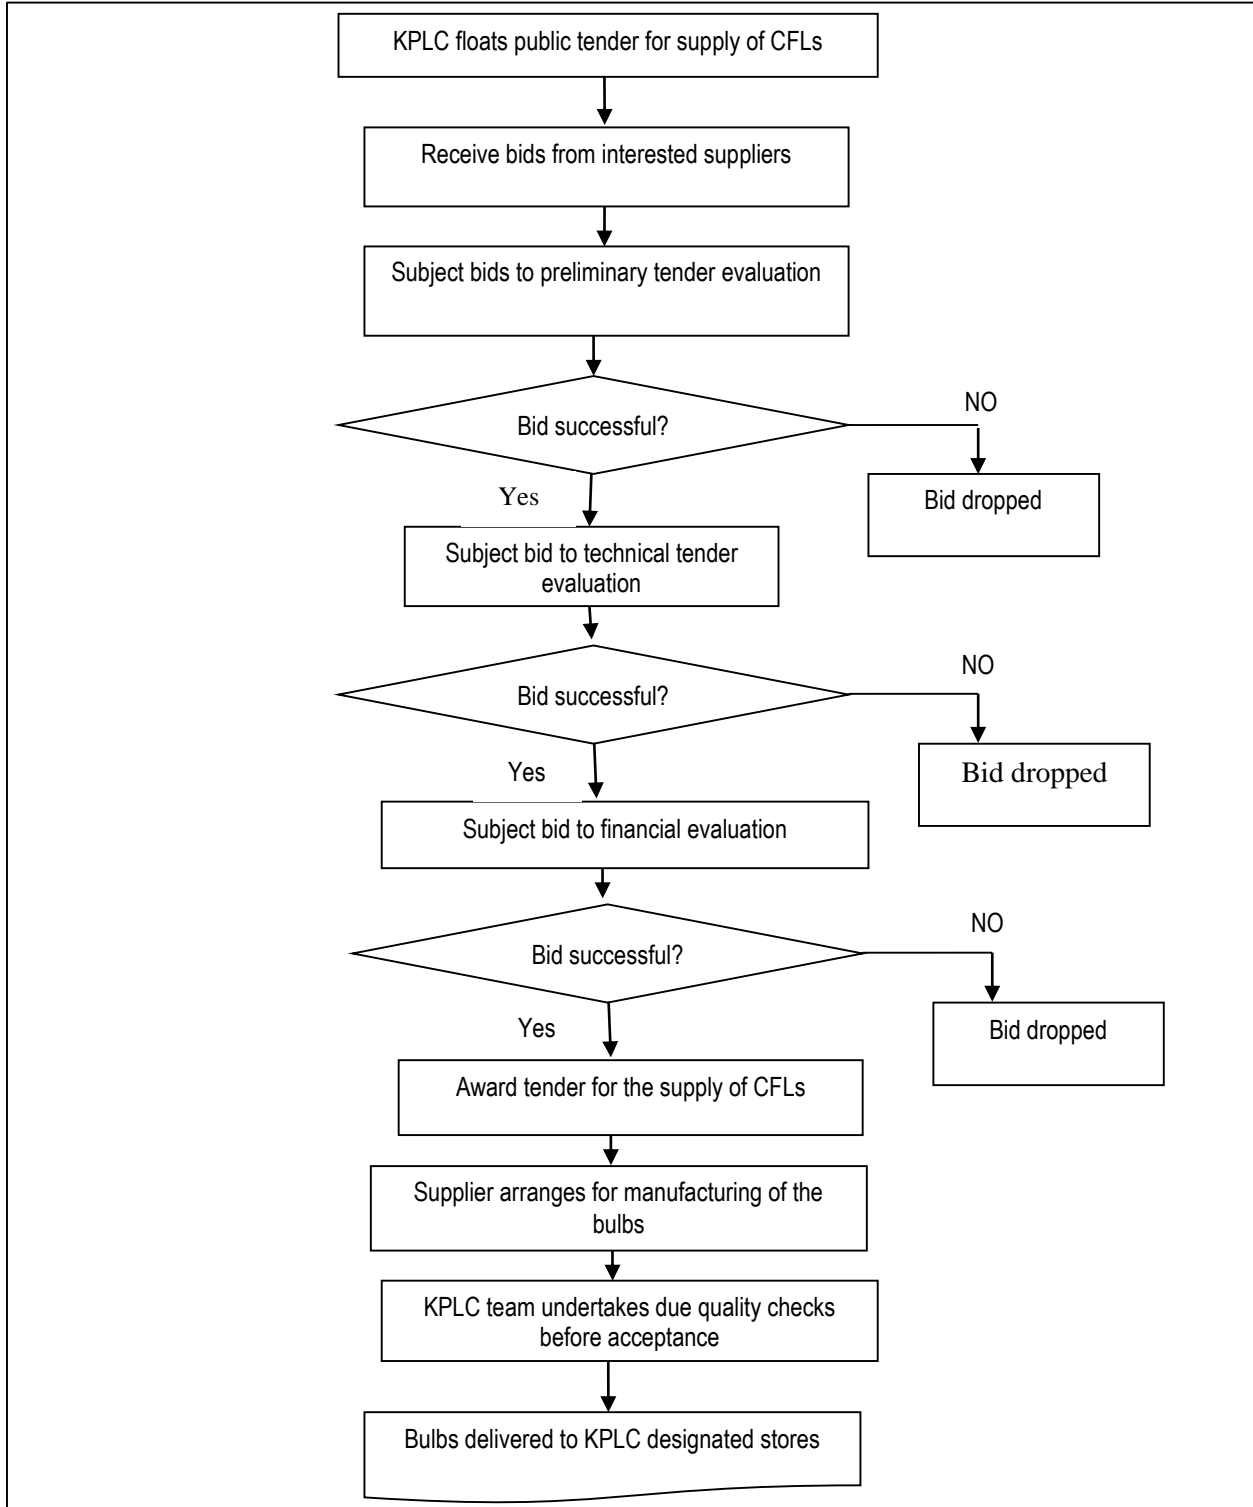 KPLC floats public tender for supply of CFLs
Receive bids from interested suppliers
Subject bids to preliminary tender evaluation
NO
Bid successful?
Yes
Bid dropped
Subject bid to technical tender
evaluation
NO
Bid successful?
Yes
Bid dropped
Subject bid to financial evaluation
NO
Bid successful?
Yes
Bid dropped
Award tender for the supply of CFLs
Supplier arranges for manufacturing of the
bulbs
KPLC team undertakes due quality checks
before acceptance
Bulbs delivered to KPLC designated stores